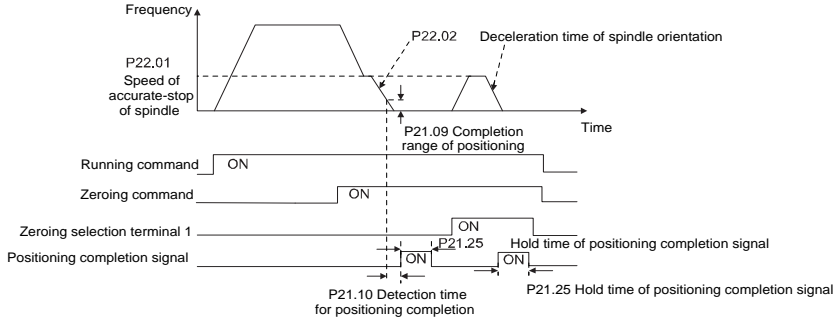 Frequency
P22.02
Deceleration time of spindle orientation
P22.01
Speed of
accurate-stop
of spindle
Time
P21.09 Completion
range of positioning
Running command
ON
Zeroing command
ON
Zeroing selection terminal 1
ON
P21.25
Hold time of positioning completion signal
Positioning completion signal
ON
ON
P21.10 Detection time
for positioning completion
P21.25 Hold time of positioning completion signal